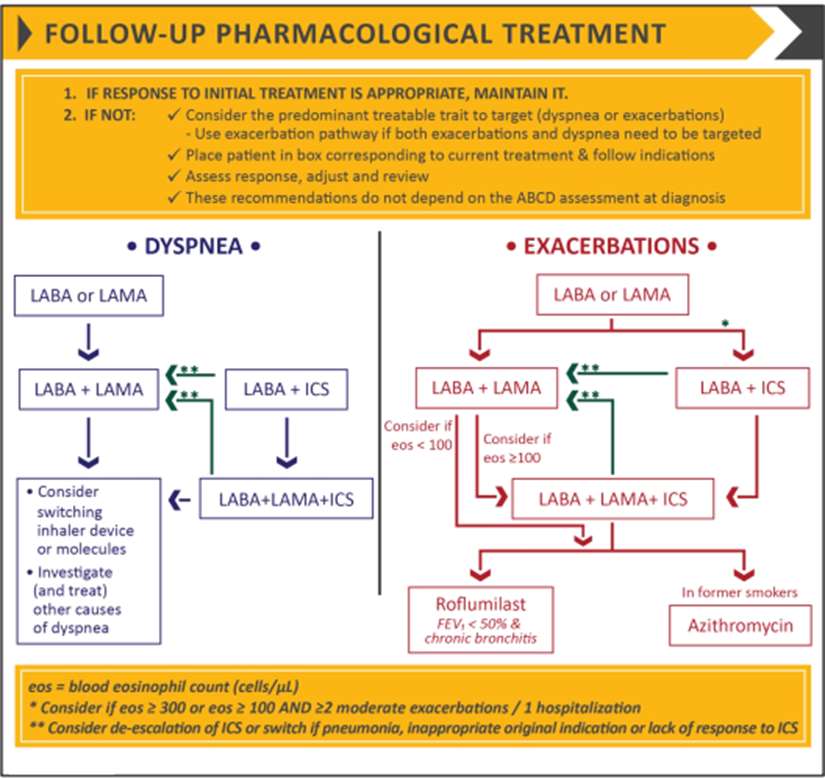 FOLLOW-UP PHARMACOLOGICAL TREATMENT
1. IF RESPONSE TO INITIAL TREATMENT IS APPROPRIATE, MAINTAIN IT.
2. IF NOT: ✓ Consider the predominant treatable trait to target (dyspnea or exacerbations)
- Use exacerbation pathway if both exacerbations and dyspnea need to be targeted
✓ Place patient in box corresponding to current treatment & follow indications
✓ Assess response, adjust and review
✓ These recommendations do not depend on the ABCD assessment at diagnosis
• DYSPNEA •
LABA or LAMA
LABA + LAMA
**
**
LABA + ICS
• Consider
switching
inhaler device
or molecules
• Investigate
(and treat)
other causes
of dyspnea
LABA+LAMA+ICS
• EXACERBATIONS •
LABA or LAMA
*
LABA + LAMA
**
**
LABA + ICS
Consider if
eos < 100
Consider if
eos ≥100
LABA + LAMA+ ICS
Roflumilast
FEV₁ < 50% &
chronic bronchitis
In former smokers
Azithromycin
eos = blood eosinophil count (cells/µL)
* Consider if eos ≥ 300 or eos ≥ 100 AND ≥2 moderate exacerbations / 1 hospitalization
** Consider de-escalation of ICS or switch if pneumonia, inappropriate original indication or lack of response to ICS